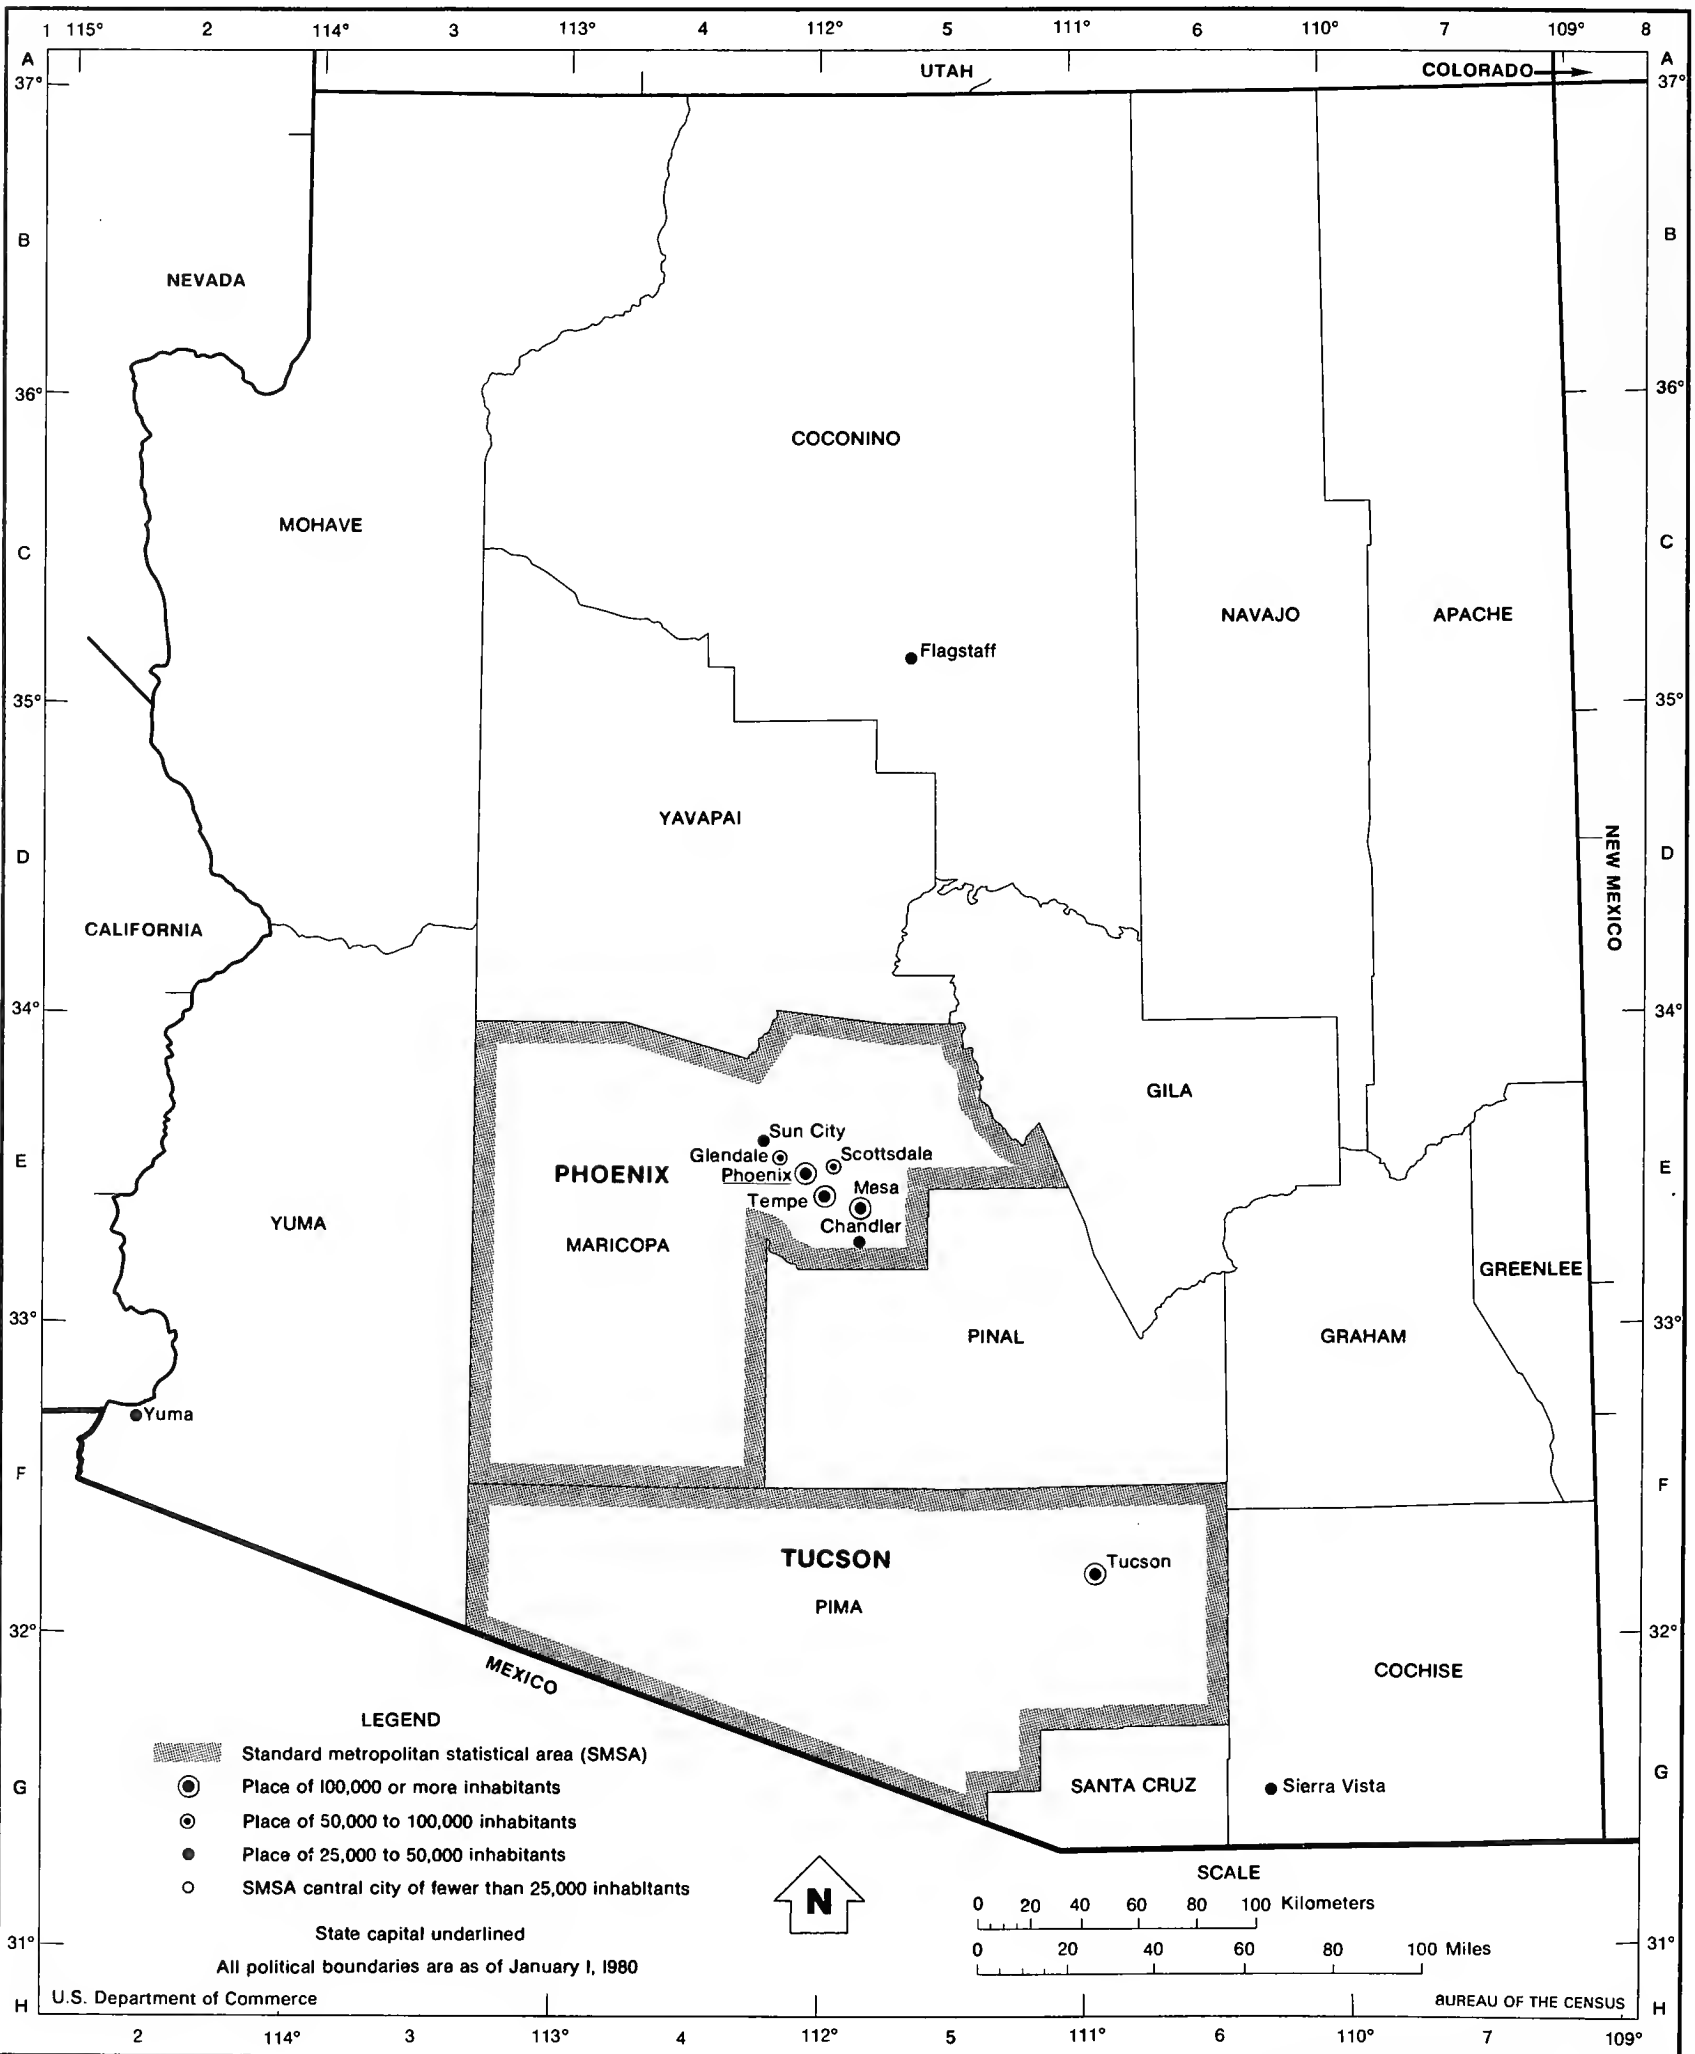 1 115° 2 114° 3 113° 4 112° 5 111° 6 110° 7 109° 8
A A
37° 37°
UTAH COLORADO
B B
NEVADA
36° 36°
COCONINO
MOHAVE
C C
NAVAJO APACHE
Flagstaff
35° 35°
YAVAPAI
NEW MEXICO
D D
CALIFORNIA
34° 34°
GILA
Sun City
Glendale Scottsdale
E E
PHOENIX Phoenix
Tempe Mesa
YUMA Chandler
MARICOPA
GREENLEE
33° 33°
PINAL GRAHAM
Yuma
F F
TUCSON Tucson
PIMA
32° 32°
MEXICO COCHISE
LEGEND
Standard metropolitan statistical area (SMSA)
G G
Place of 100,000 or more inhabitants
SANTA CRUZ Sierra Vista
Place of 50,000 to 100,000 inhabitants
Place of 25,000 to 50,000 inhabitants
SCALE
SMSA central city of fewer than 25,000 inhabitants
N
0 20 40 60 80 100 Kilometers
State capital underlined
0 20 40 60 80 100 Miles
31° 31°
All political boundaries are as of January 1, 1980
H U.S. Department of Commerce BUREAU OF THE CENSUS H
2 114° 3 113° 4 112° 5 111° 6 110° 7 109°